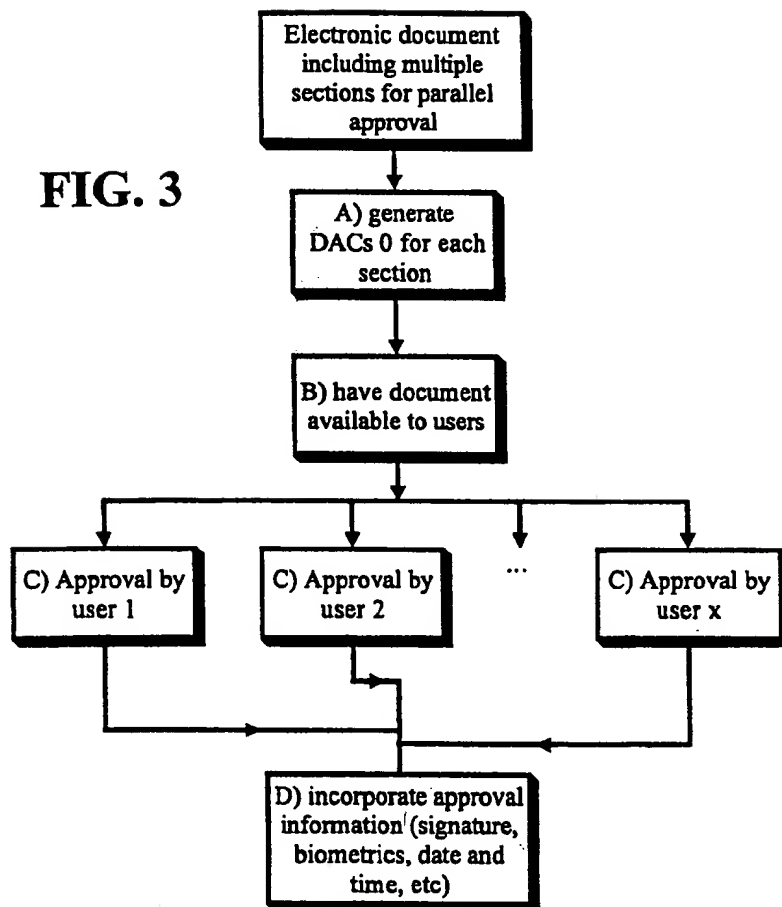 Electronic document
including multiple
sections for parallel
approval
FIG. 3
A) generate
DACs 0 for each
section
B) have document
available to users
C) Approval by
user 1
C) Approval by
user 2
...
C) Approval by
user x
D) incorporate approval
information (signature,
biometrics, date and
time, etc)